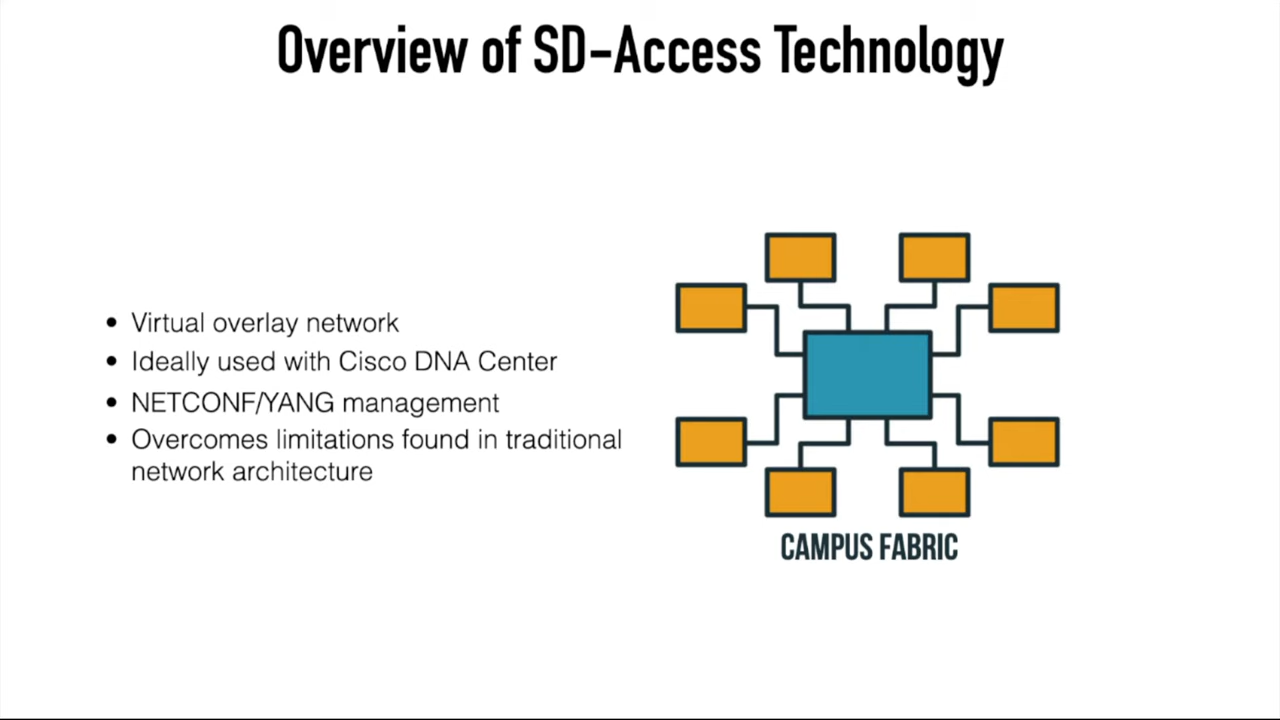 Overview of SD-Access Technology
• Virtual overlay network
• Ideally used with Cisco DNA Center
• NETCONF/YANG management
• Overcomes limitations found in traditional
network architecture
CAMPUS FABRIC